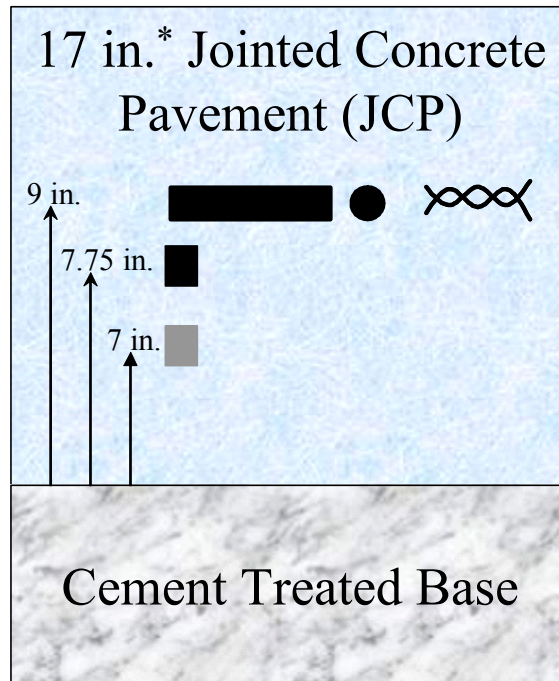 17 in.* Jointed Concrete
Pavement (JCP)
9 in.
7.75 in.
7 in.
Cement Treated Base